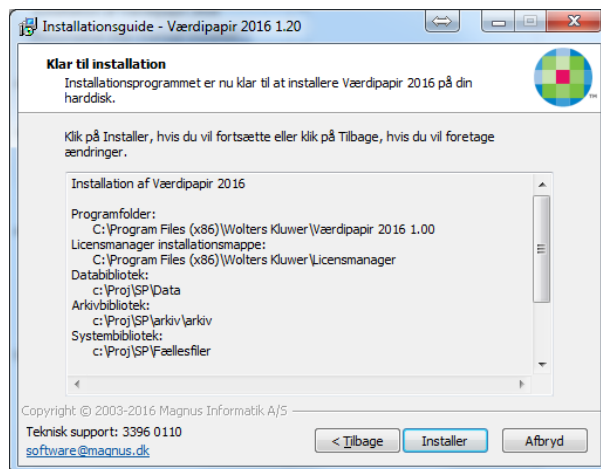 Installationsguide - Værdipapir 2016 1.20
Klar til installation
Installationsprogrammet er nu klar til at installere Værdipapir 2016 på din
harddisk.
TM
Klik på Installer, hvis du vil fortsætte eller klik på Tilbage, hvis du vil foretage
ændringer.
Installation af Værdipapir 2016
Programfolder:
C:\Program Files (x86)\Wolters Kluwer\Værdipapir 2016 1.00
Licensmanager installationsmappe:
C:\Program Files (x86)\Wolters Kluwer\Licensmanager
Databibliotek:
c:\Proj\SP\Data
Arkivbibliotek:
c:\Proj\SP\arkiv\arkiv
Systembibliotek:
c:\Proj\SP\Fællesfiler
Copyright © 2003-2016 Magnus Informatik A/S
Teknisk support: 3396 0110
software@magnus.dk
< Tilbage
Installer
Afbryd